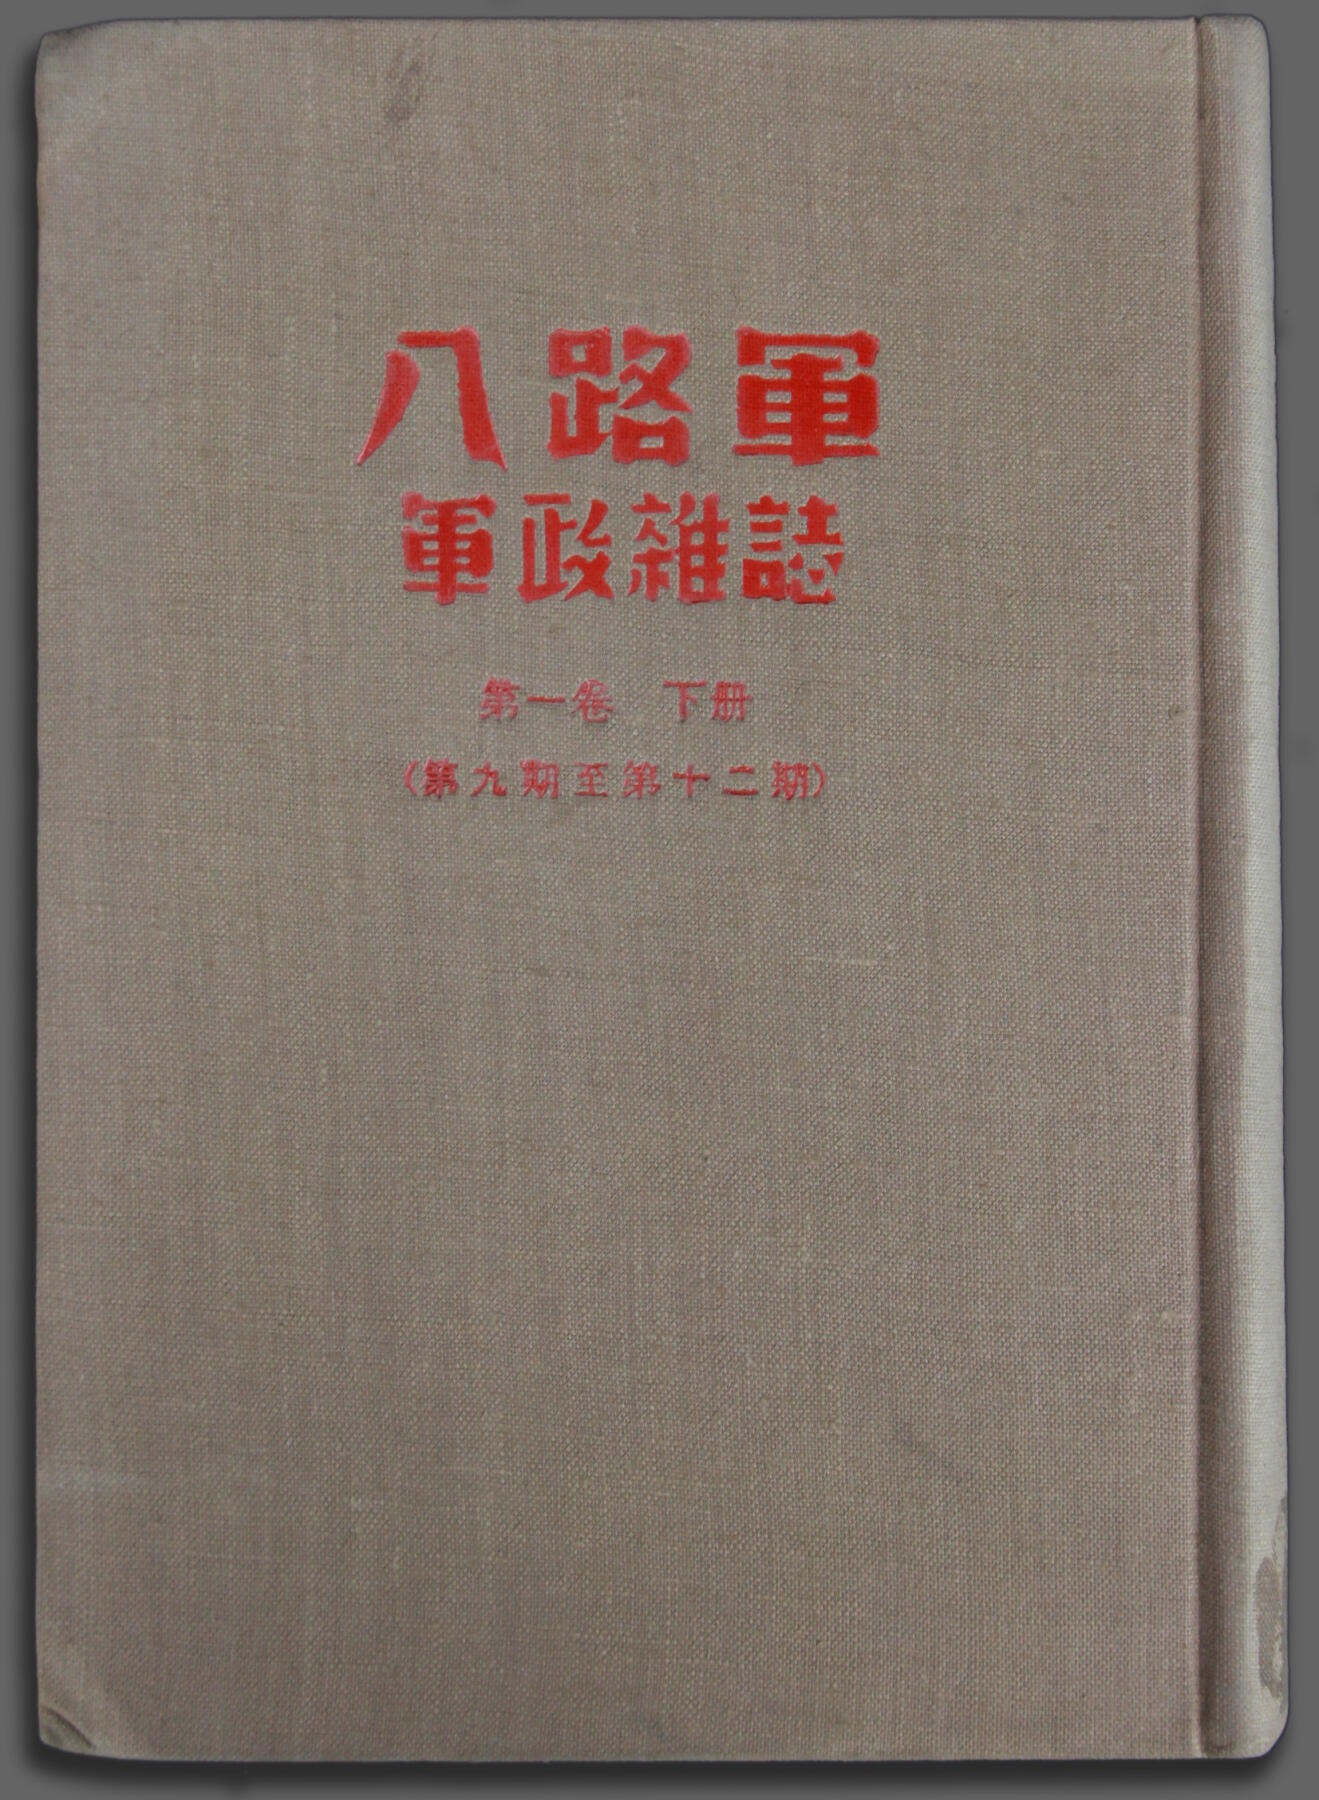 八路軍
軍政雜誌
第一卷 下册
(第九期至第十二期)